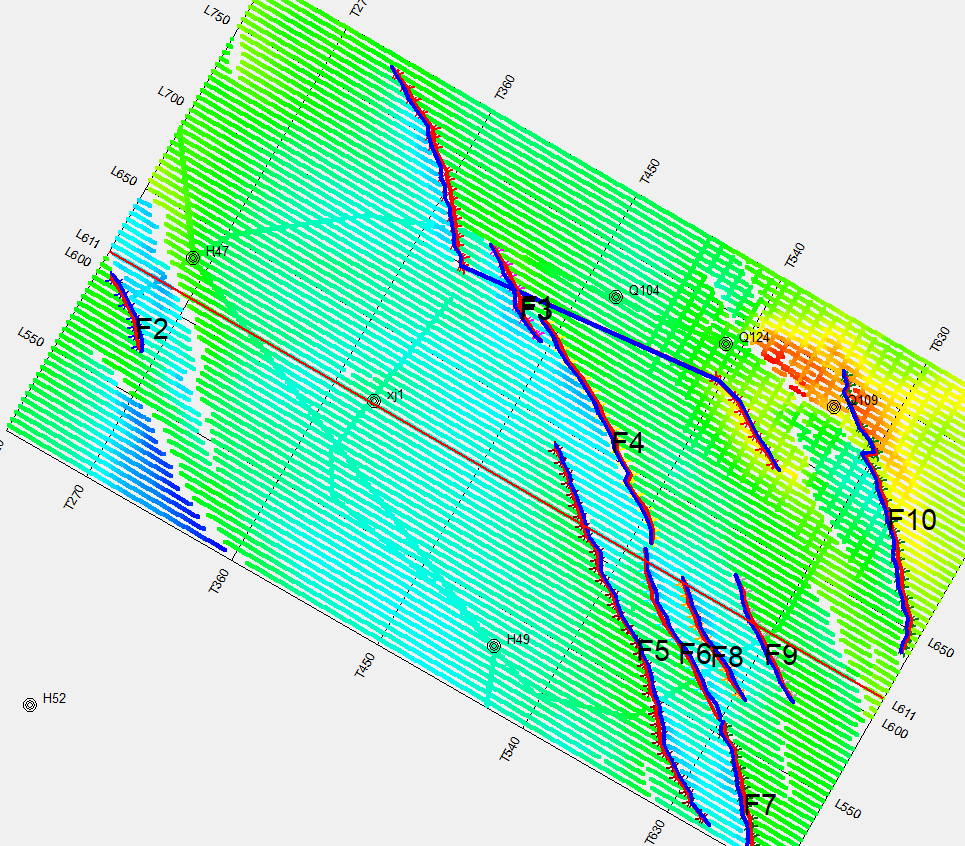 L750
T27
L700
T360
L650
T450
L611
L600
H47
T540
Q104
F3
F2
Q124
T630
L550
xj1
Q109
F4
T270
F10
T360
H49
F5
F6
F8
F9
L650
T450
H52
L611
L600
T540
F7
L550
T630